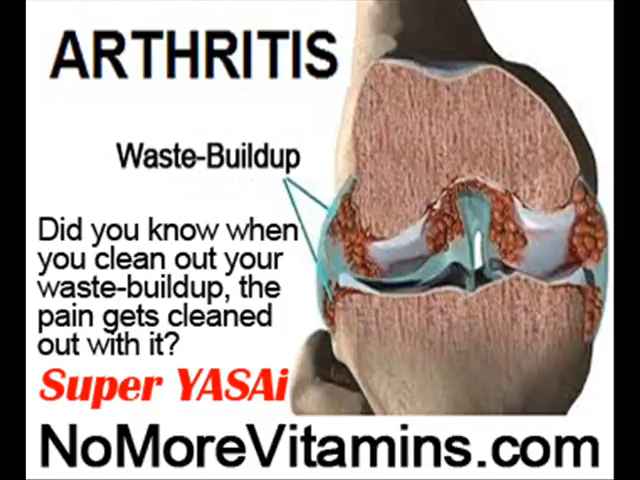 ARTHRITIS
Waste-Buildup
Did you know when
you clean out your
waste-buildup, the
pain gets cleaned
out with it?
Super YASAi
NoMoreVitamins.com